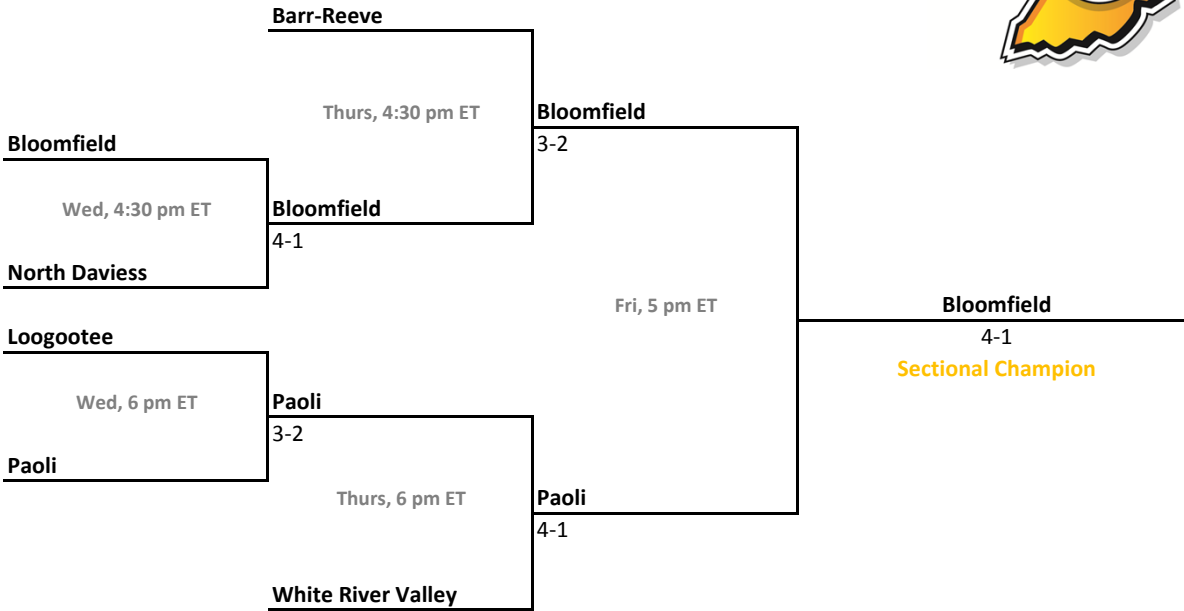 Barr-Reeve
Thurs, 4:30 pm ET
Bloomfield
3-2
Bloomfield
Wed, 4:30 pm ET
Bloomfield
4-1
North Daviess
Fri, 5 pm ET
Bloomfield
4-1
Sectional Champion
Loogootee
Wed, 6 pm ET
Paoli
3-2
Paoli
Thurs, 6 pm ET
Paoli
4-1
White River Valley